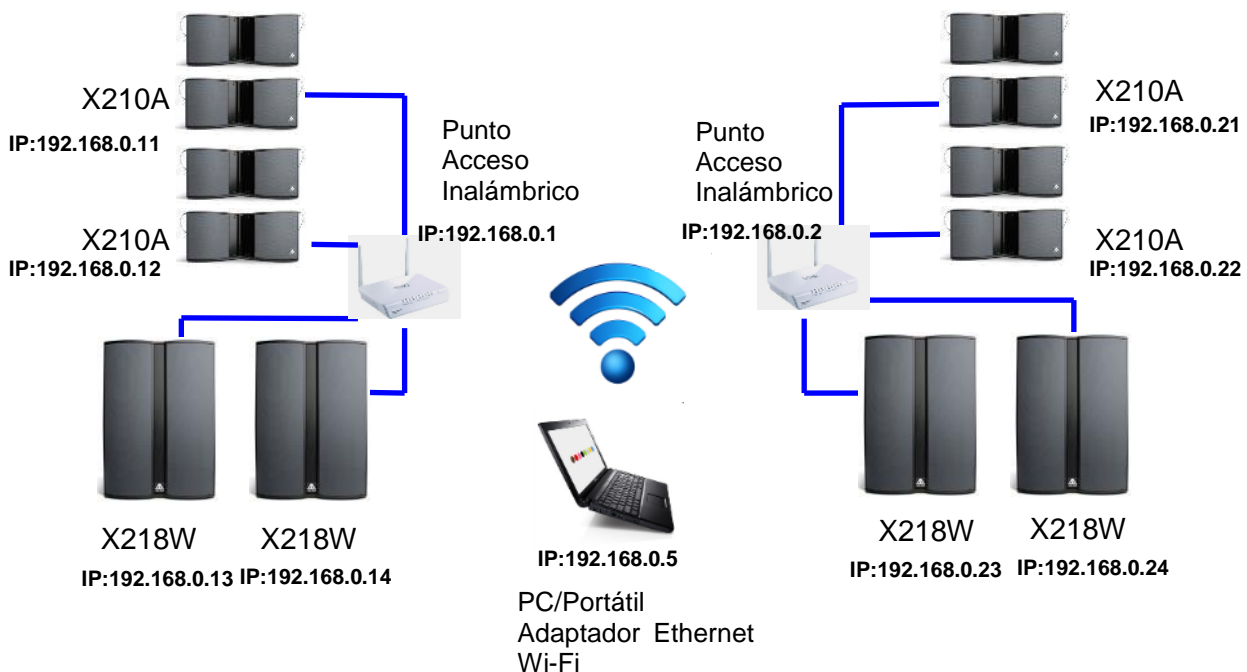 X210A
IP:192.168.0.11
X210A
IP:192.168.0.12
Punto
Acceso
Inalámbrico
IP:192.168.0.1
Punto
Acceso
Inalámbrico
IP:192.168.0.2
X210A
IP:192.168.0.21
X210A
IP:192.168.0.22
X218W
IP:192.168.0.13
X218W
IP:192.168.0.14
IP:192.168.0.5
PC/Portátil
Adaptador Ethernet
Wi-Fi
X218W
IP:192.168.0.23
X218W
IP:192.168.0.24